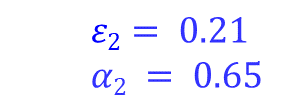 ε₂ = 0.21
α₂ = 0.65